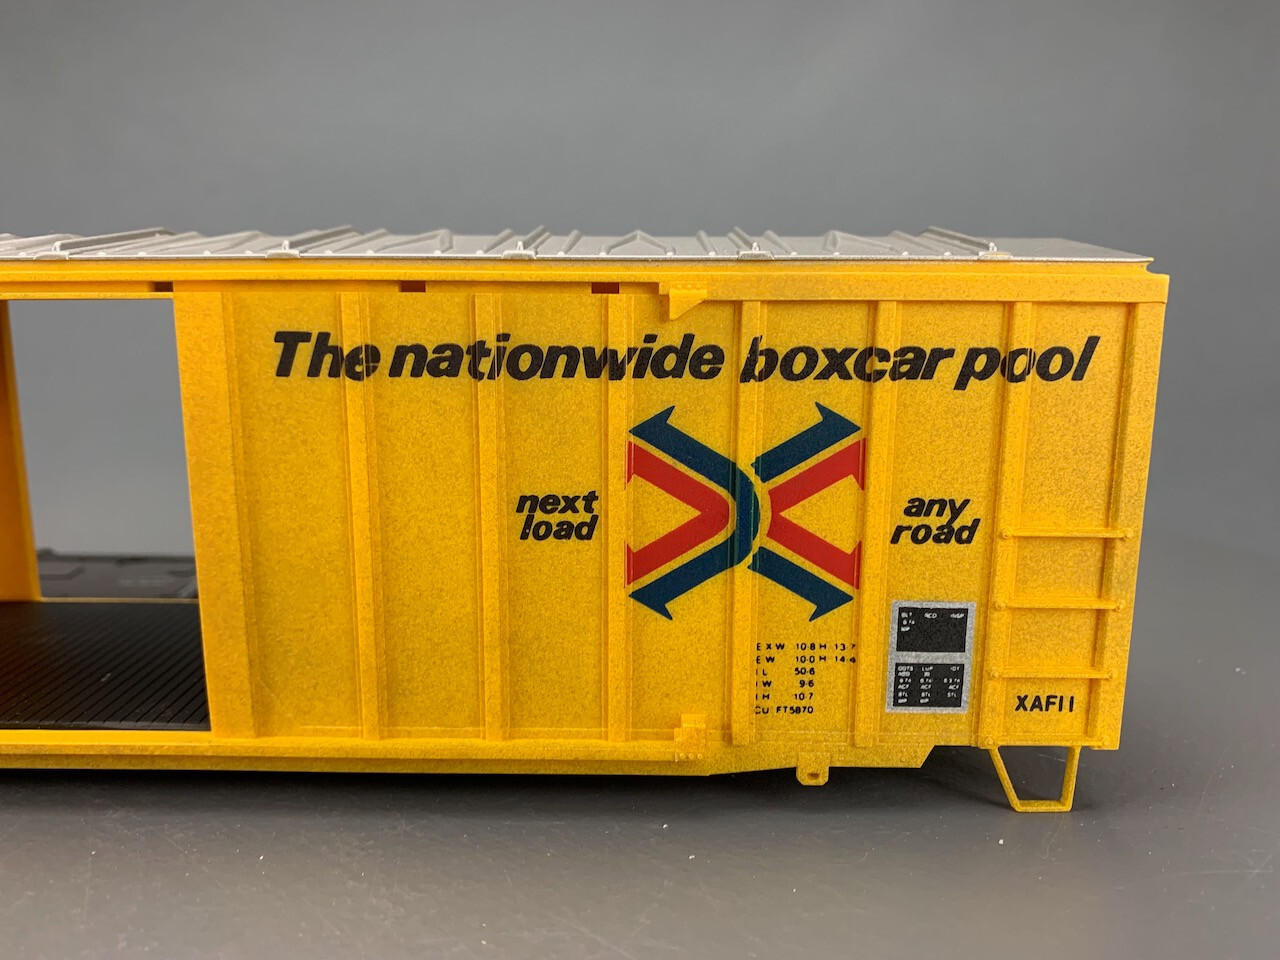 The nationwide boxcar pool
next
load
any
road
EXW 10·8 H 13·7
EW 10·0 H 14·4
IL 50·6
IW 9·6
IH 10·7
CU FT 5870
XAF11